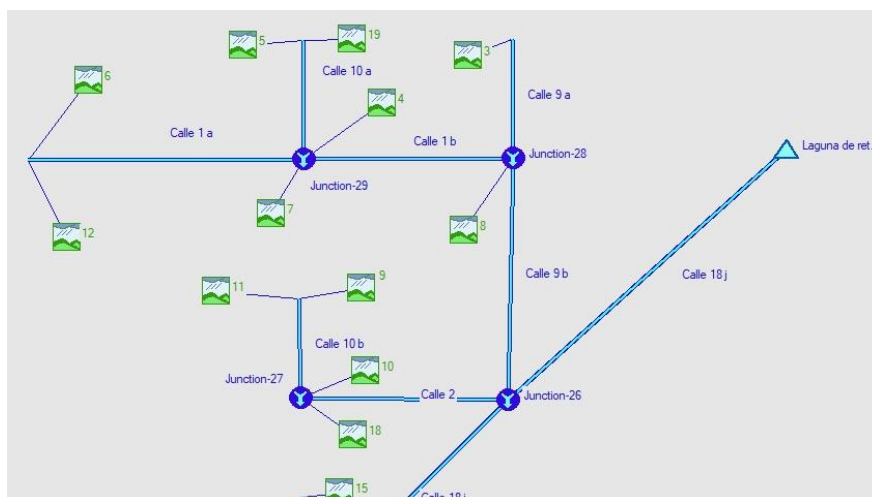 5
19
3
6
Calle 10 a
4
Calle 9 a
Calle 1 a
Calle 1 b
Laguna de ret.
Junction-28
Junction-29
7
8
12
9
Calle 9 b
Calle 18 j
11
Calle 10 b
10
Junction-27
Calle 2
Junction-26
18
15